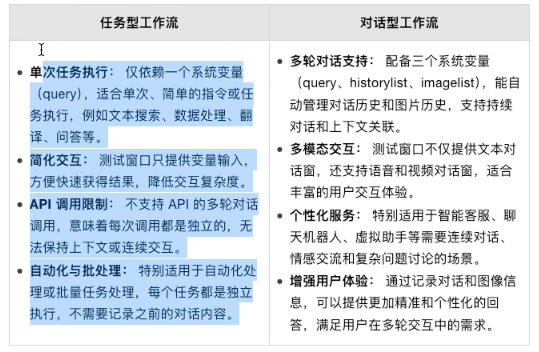 任务型工作流
单次任务执行： 仅依赖一个系统变量
（query），适合单次、简单的指令或任
务执行，例如文本搜索、数据处理、翻
译、问答等。
简化交互： 测试窗口只提供变量输入，
方便快速获得结果，降低交互复杂度。
API 调用限制： 不支持 API 的多轮对话
调用，意味着每次调用都是独立的，无
法保持上下文或连续交互。
自动化与批处理： 特别适用于自动化处
理或批量任务处理，每个任务都是独立
执行，不需要记录之前的对话内容。
对话型工作流
多轮对话支持： 配备三个系统变量
（query、historylist、imagelist），能自
动管理对话历史和图片历史，支持持续
对话和上下文关联。
多模态交互： 测试窗口不仅提供文本对
话窗，还支持语音和视频对话窗，适合
丰富的用户交互体验。
个性化服务： 特别适用于智能客服、聊
天机器人、虚拟助手等需要连续对话、
情感交流和复杂问题讨论的场景。
增强用户体验： 通过记录对话和图像信
息，可以提供更加精准和个性化的回
答，满足用户在多轮交互中的需求。